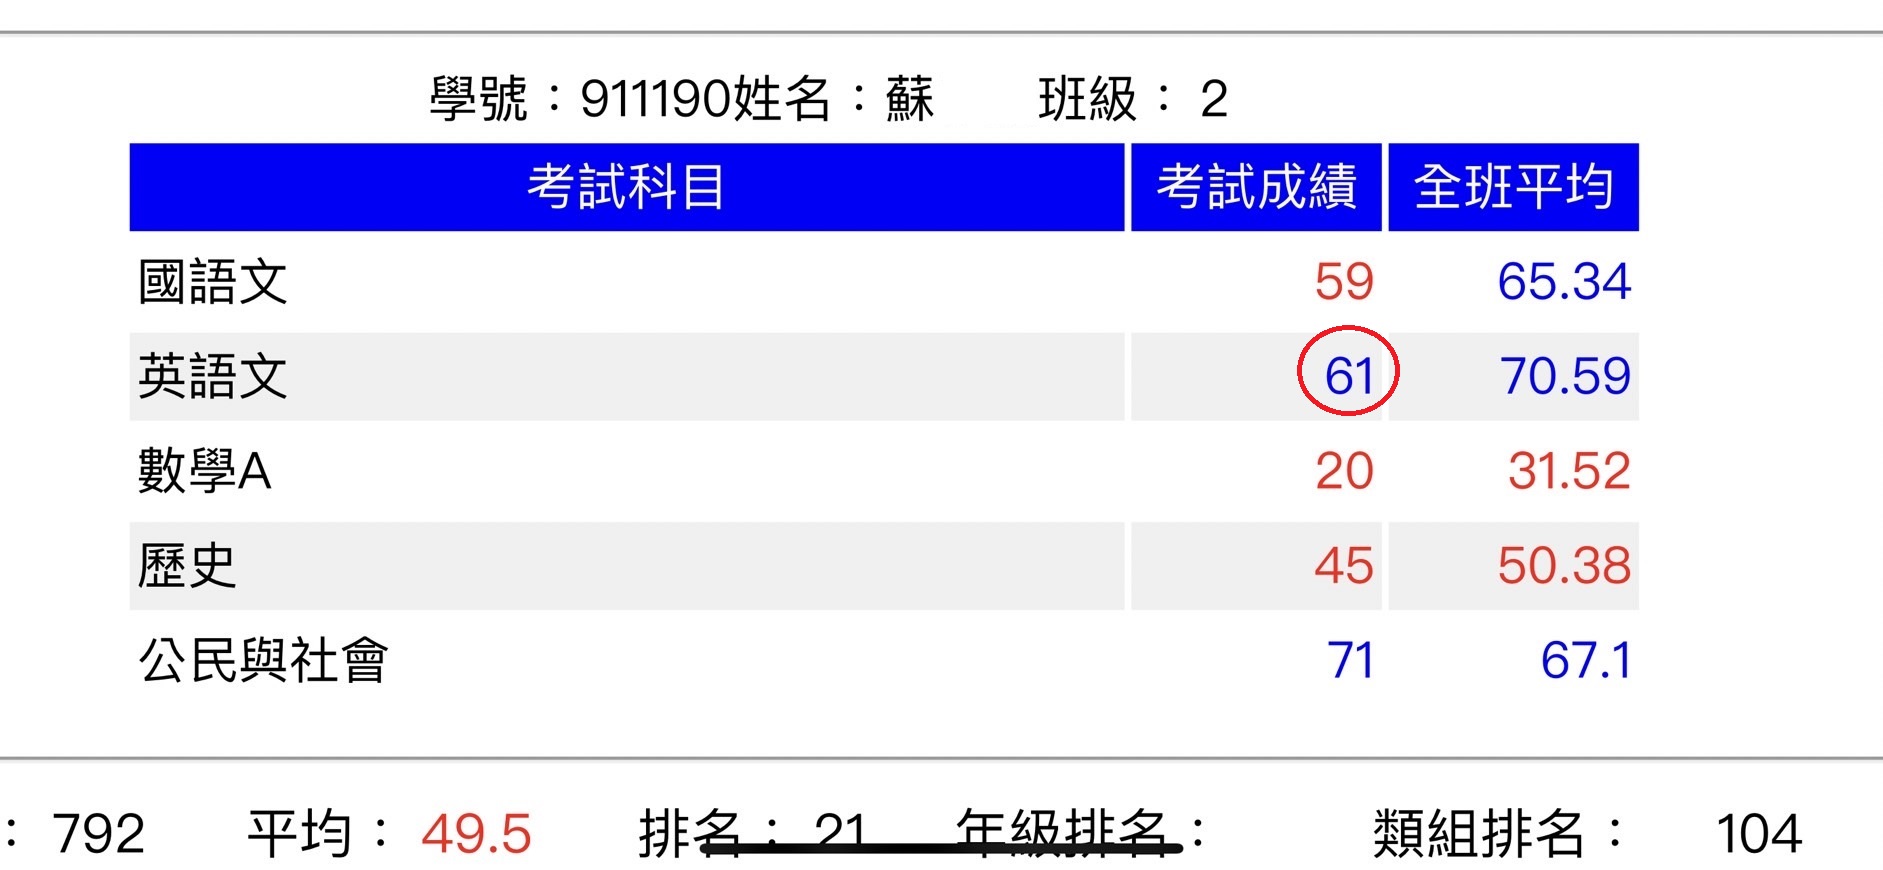 學號：911190姓名：蘇 班級： 2
考試科目 考試成績 全班平均
國語文 59 65.34
英語文 61 70.59
數學A 20 31.52
歷史 45 50.38
公民與社會 71 67.1
： 792 平均： 49.5 排名： 21 年級排名： 類組排名： 104